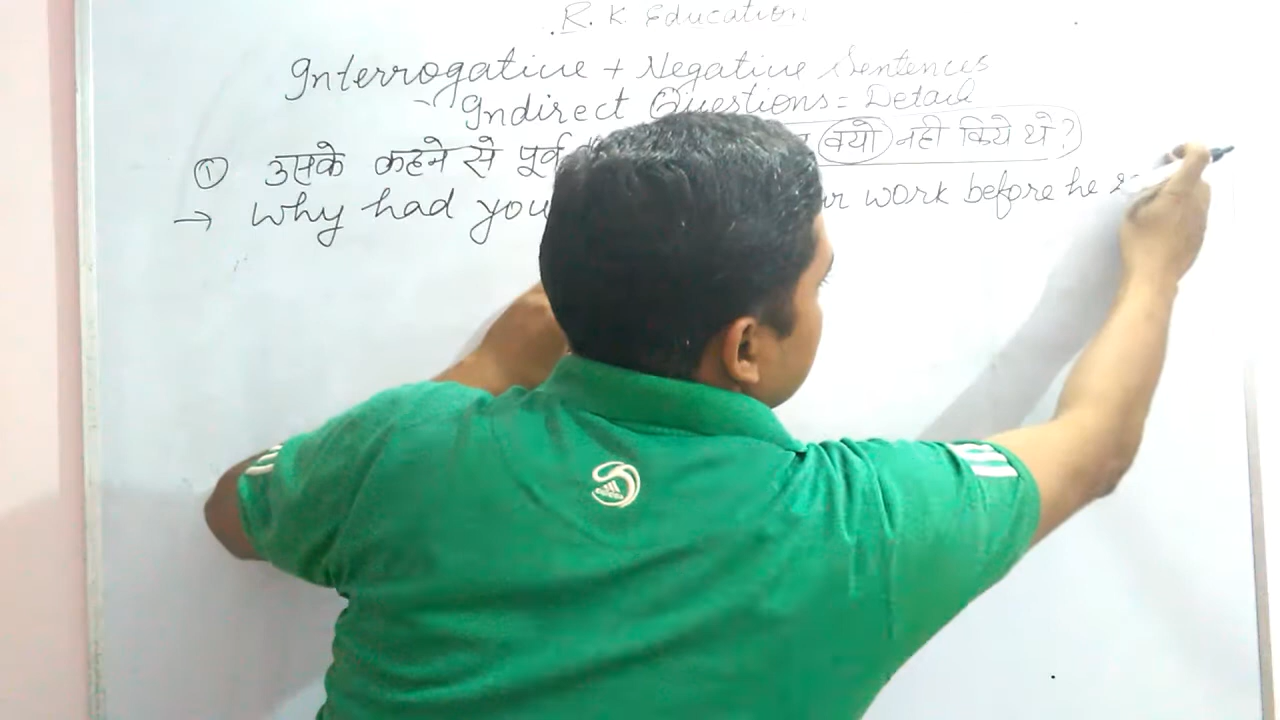 R. K. Education
Interrogative + Negative Sentences
Indirect Questions = Detail
① उसके कहने से पूर्व क्यों नही किये थे?
→ Why had you work before he